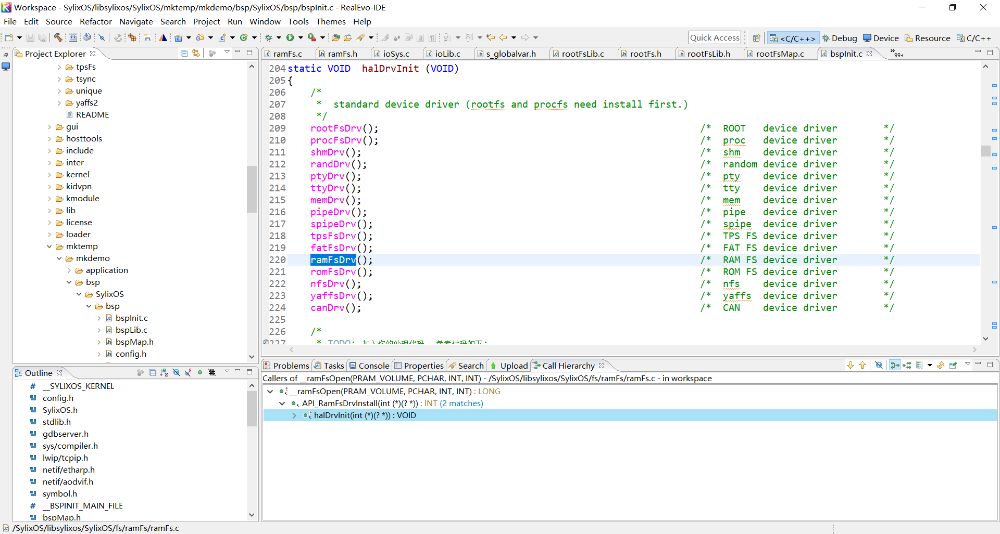 Workspace - SylixOS/libsylixos/SylixOS/mktemp/mkdemo/bsp/SylixOS/bsp/bspInit.c - RealEvo-IDE
File Edit Source Refactor Navigate Search Project Run Window Tools Themes Help
Quick Access <C/C++> Debug Device Resource C/C++
Project Explorer
tpsFs
tsync
unique
yaffs2
README
gui
hosttools
include
inter
kernel
kidvpn
kmodule
lib
license
loader
mktemp
mkdemo
application
bsp
SylixOS
bsp
bspInit.c
bspLib.c
bspMap.h
config.h
ramFs.c ramFs.h ioSys.c ioLib.c s_globalvar.h rootFsLib.c rootFs.h rootFsLib.h rootFsMap.c bspInit.c »99+
204 static VOID halDrvInit (VOID)
205 {
206 /*
207 * standard device driver (rootfs and procfs need install first.)
208 */
209 rootFsDrv(); /* ROOT device driver */
210 procFsDrv(); /* proc device driver */
211 shmDrv(); /* shm device driver */
212 randDrv(); /* random device driver */
213 ptyDrv(); /* pty device driver */
214 ttyDrv(); /* tty device driver */
215 memDrv(); /* mem device driver */
216 pipeDrv(); /* pipe device driver */
217 spipeDrv(); /* spipe device driver */
218 tpsFsDrv(); /* TPS FS device driver */
219 fatFsDrv(); /* FAT FS device driver */
220 ramFsDrv(); /* RAM FS device driver */
221 romFsDrv(); /* ROM FS device driver */
222 nfsDrv(); /* nfs device driver */
223 yaffsDrv(); /* yaffs device driver */
224 canDrv(); /* CAN device driver */
225
226 /*
227 * TODO: 加入你的处理代码, 参考代码如下:
Outline
# __SYLIXOS_KERNEL
config.h
SylixOS.h
stdlib.h
gdbserver.h
sys/compiler.h
lwip/tcpip.h
netif/etharp.h
netif/aodvif.h
symbol.h
# __BSPINIT_MAIN_FILE
bspMap.h
Problems Tasks Console Properties Search Upload Call Hierarchy
Callers of __ramFsOpen(PRAM_VOLUME, PCHAR, INT, INT) - /SylixOS/libsylixos/SylixOS/fs/ramFs/ramFs.c - in workspace
__ramFsOpen(PRAM_VOLUME, PCHAR, INT, INT) : LONG
API_RamFsDrvInstall(int (*)(? *)) : INT (2 matches)
halDrvInit(int (*)(? *)) : VOID
/SylixOS/libsylixos/SylixOS/fs/ramFs/ramFs.c